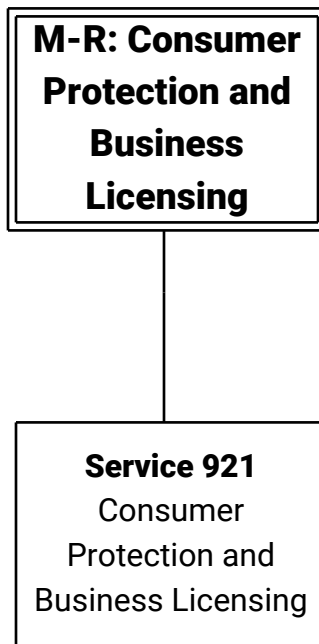 M-R: Consumer
Protection and
Business
Licensing
Service 921
Consumer
Protection and
Business Licensing